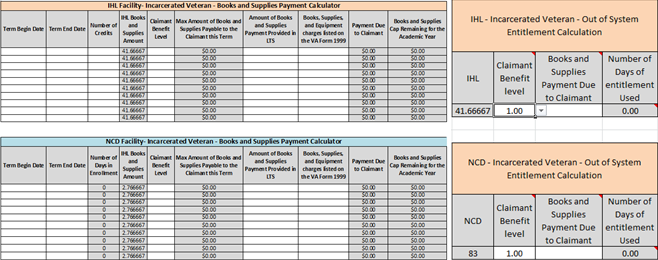 IHL Facility- Incarcerated Veteran - Books and Supplies Payment Calculator
Term Begin Date Term End Date Number of Credits IHL Books and Supplies Amount Claimant Benefit Level Max Amount of Books and Supplies Payable to the Claimant this Term Amount of Books and Supplies Payment Provided in LTS Books, Supplies, and Equipment charges listed on the VA Form 1999 Payment Due to Claimant Books and Supplies Cap Remaining for the Academic Year
41.66667 $0.00 $0.00 $0.00
41.66667 $0.00 $0.00 $0.00
41.66667 $0.00 $0.00 $0.00
41.66667 $0.00 $0.00 $0.00
41.66667 $0.00 $0.00 $0.00
41.66667 $0.00 $0.00 $0.00
41.66667 $0.00 $0.00 $0.00
41.66667 $0.00 $0.00 $0.00
41.66667 $0.00 $0.00 $0.00
41.66667 $0.00 $0.00 $0.00
NCD Facility- Incarcerated Veteran - Books and Supplies Payment Calculator
Term Begin Date Term End Date Number of Days in Enrollment IHL Books and Supplies Amount Claimant Benefit Level Max Amount of Books and Supplies Payable to the Claimant this Term Amount of Books and Supplies Payment Provided in LTS Books, Supplies, and Equipment charges listed on the VA Form 1999 Payment Due to Claimant Books and Supplies Cap Remaining for the Academic Year
0 2.766667 $0.00 $0.00 $0.00
0 2.766667 $0.00 $0.00 $0.00
0 2.766667 $0.00 $0.00 $0.00
0 2.766667 $0.00 $0.00 $0.00
0 2.766667 $0.00 $0.00 $0.00
0 2.766667 $0.00 $0.00 $0.00
0 2.766667 $0.00 $0.00 $0.00
0 2.766667 $0.00 $0.00 $0.00
0 2.766667 $0.00 $0.00 $0.00
0 2.766667 $0.00 $0.00 $0.00
IHL - Incarcerated Veteran - Out of System
Entitlement Calculation
IHL Claimant Benefit level Books and Supplies Payment Due to Claimant Number of Days of entitlement Used
41.66667 1.00 0.00
NCD - Incarcerated Veteran - Out of System
Entitlement Calculation
NCD Claimant Benefit level Books and Supplies Payment Due to Claimant Number of Days of entitlement Used
83 1.00 0.00